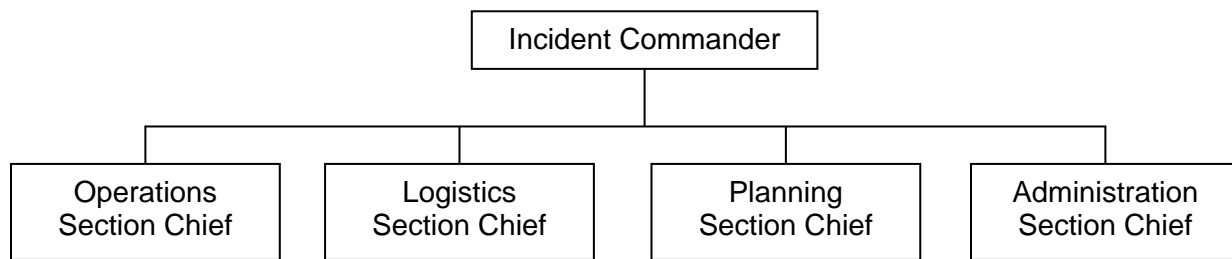 Incident Commander
Operations
Section Chief
Logistics
Section Chief
Planning
Section Chief
Administration
Section Chief